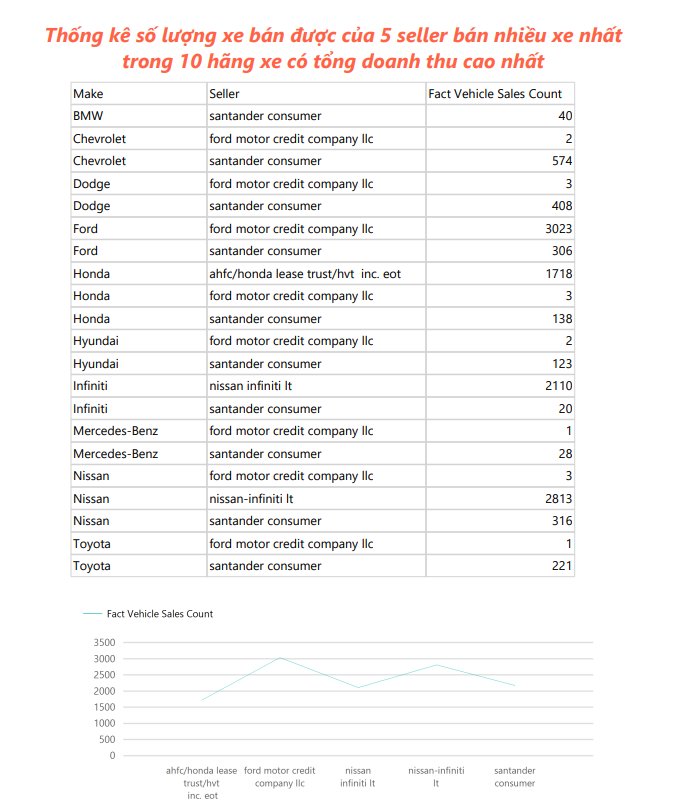 Thống kê số lượng xe bán được của 5 seller bán nhiều xe nhất
trong 10 hãng xe có tổng doanh thu cao nhất
Make Seller Fact Vehicle Sales Count
BMW santander consumer 40
Chevrolet ford motor credit company llc 2
Chevrolet santander consumer 574
Dodge ford motor credit company llc 3
Dodge santander consumer 408
Ford ford motor credit company llc 3023
Ford santander consumer 306
Honda ahfc/honda lease trust/hvt  inc. eot 1718
Honda ford motor credit company llc 3
Honda santander consumer 138
Hyundai ford motor credit company llc 2
Hyundai santander consumer 123
Infiniti nissan infiniti lt 2110
Infiniti santander consumer 20
Mercedes-Benz ford motor credit company llc 1
Mercedes-Benz santander consumer 28
Nissan ford motor credit company llc 3
Nissan nissan-infiniti lt 2813
Nissan santander consumer 316
Toyota ford motor credit company llc 1
Toyota santander consumer 221
Fact Vehicle Sales Count
3500
3000
2500
2000
1500
1000
500
0
ahfc/honda lease ford motor credit nissan nissan-infiniti santander
trust/hvt company llc infiniti lt lt consumer
inc. eot